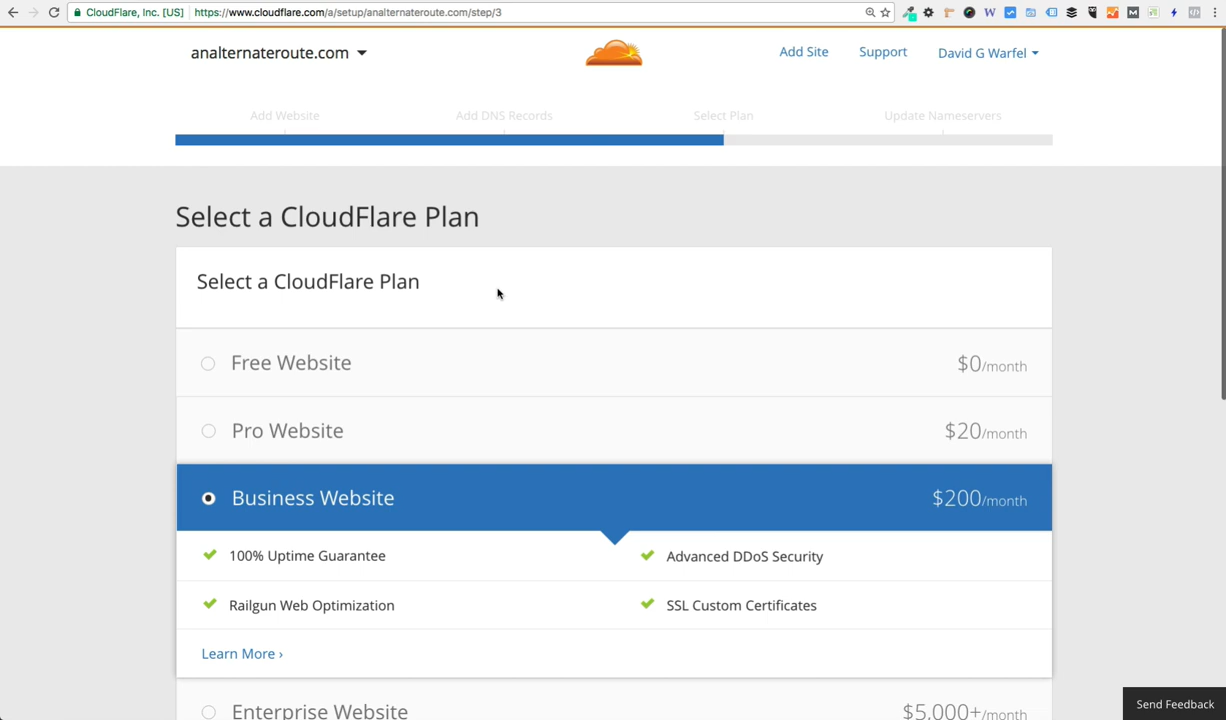 CloudFlare, Inc. [US] https://www.cloudflare.com/a/setup/analternateroute.com/step/3
analternateroute.com
Add Site Support David G Warfel
Add Website Add DNS Records Select Plan Update Nameservers
Select a CloudFlare Plan
Select a CloudFlare Plan
Free Website $0/month
Pro Website $20/month
Business Website $200/month
100% Uptime Guarantee Advanced DDoS Security
Railgun Web Optimization SSL Custom Certificates
Learn More ›
Enterprise Website $5,000+/month
Send Feedback